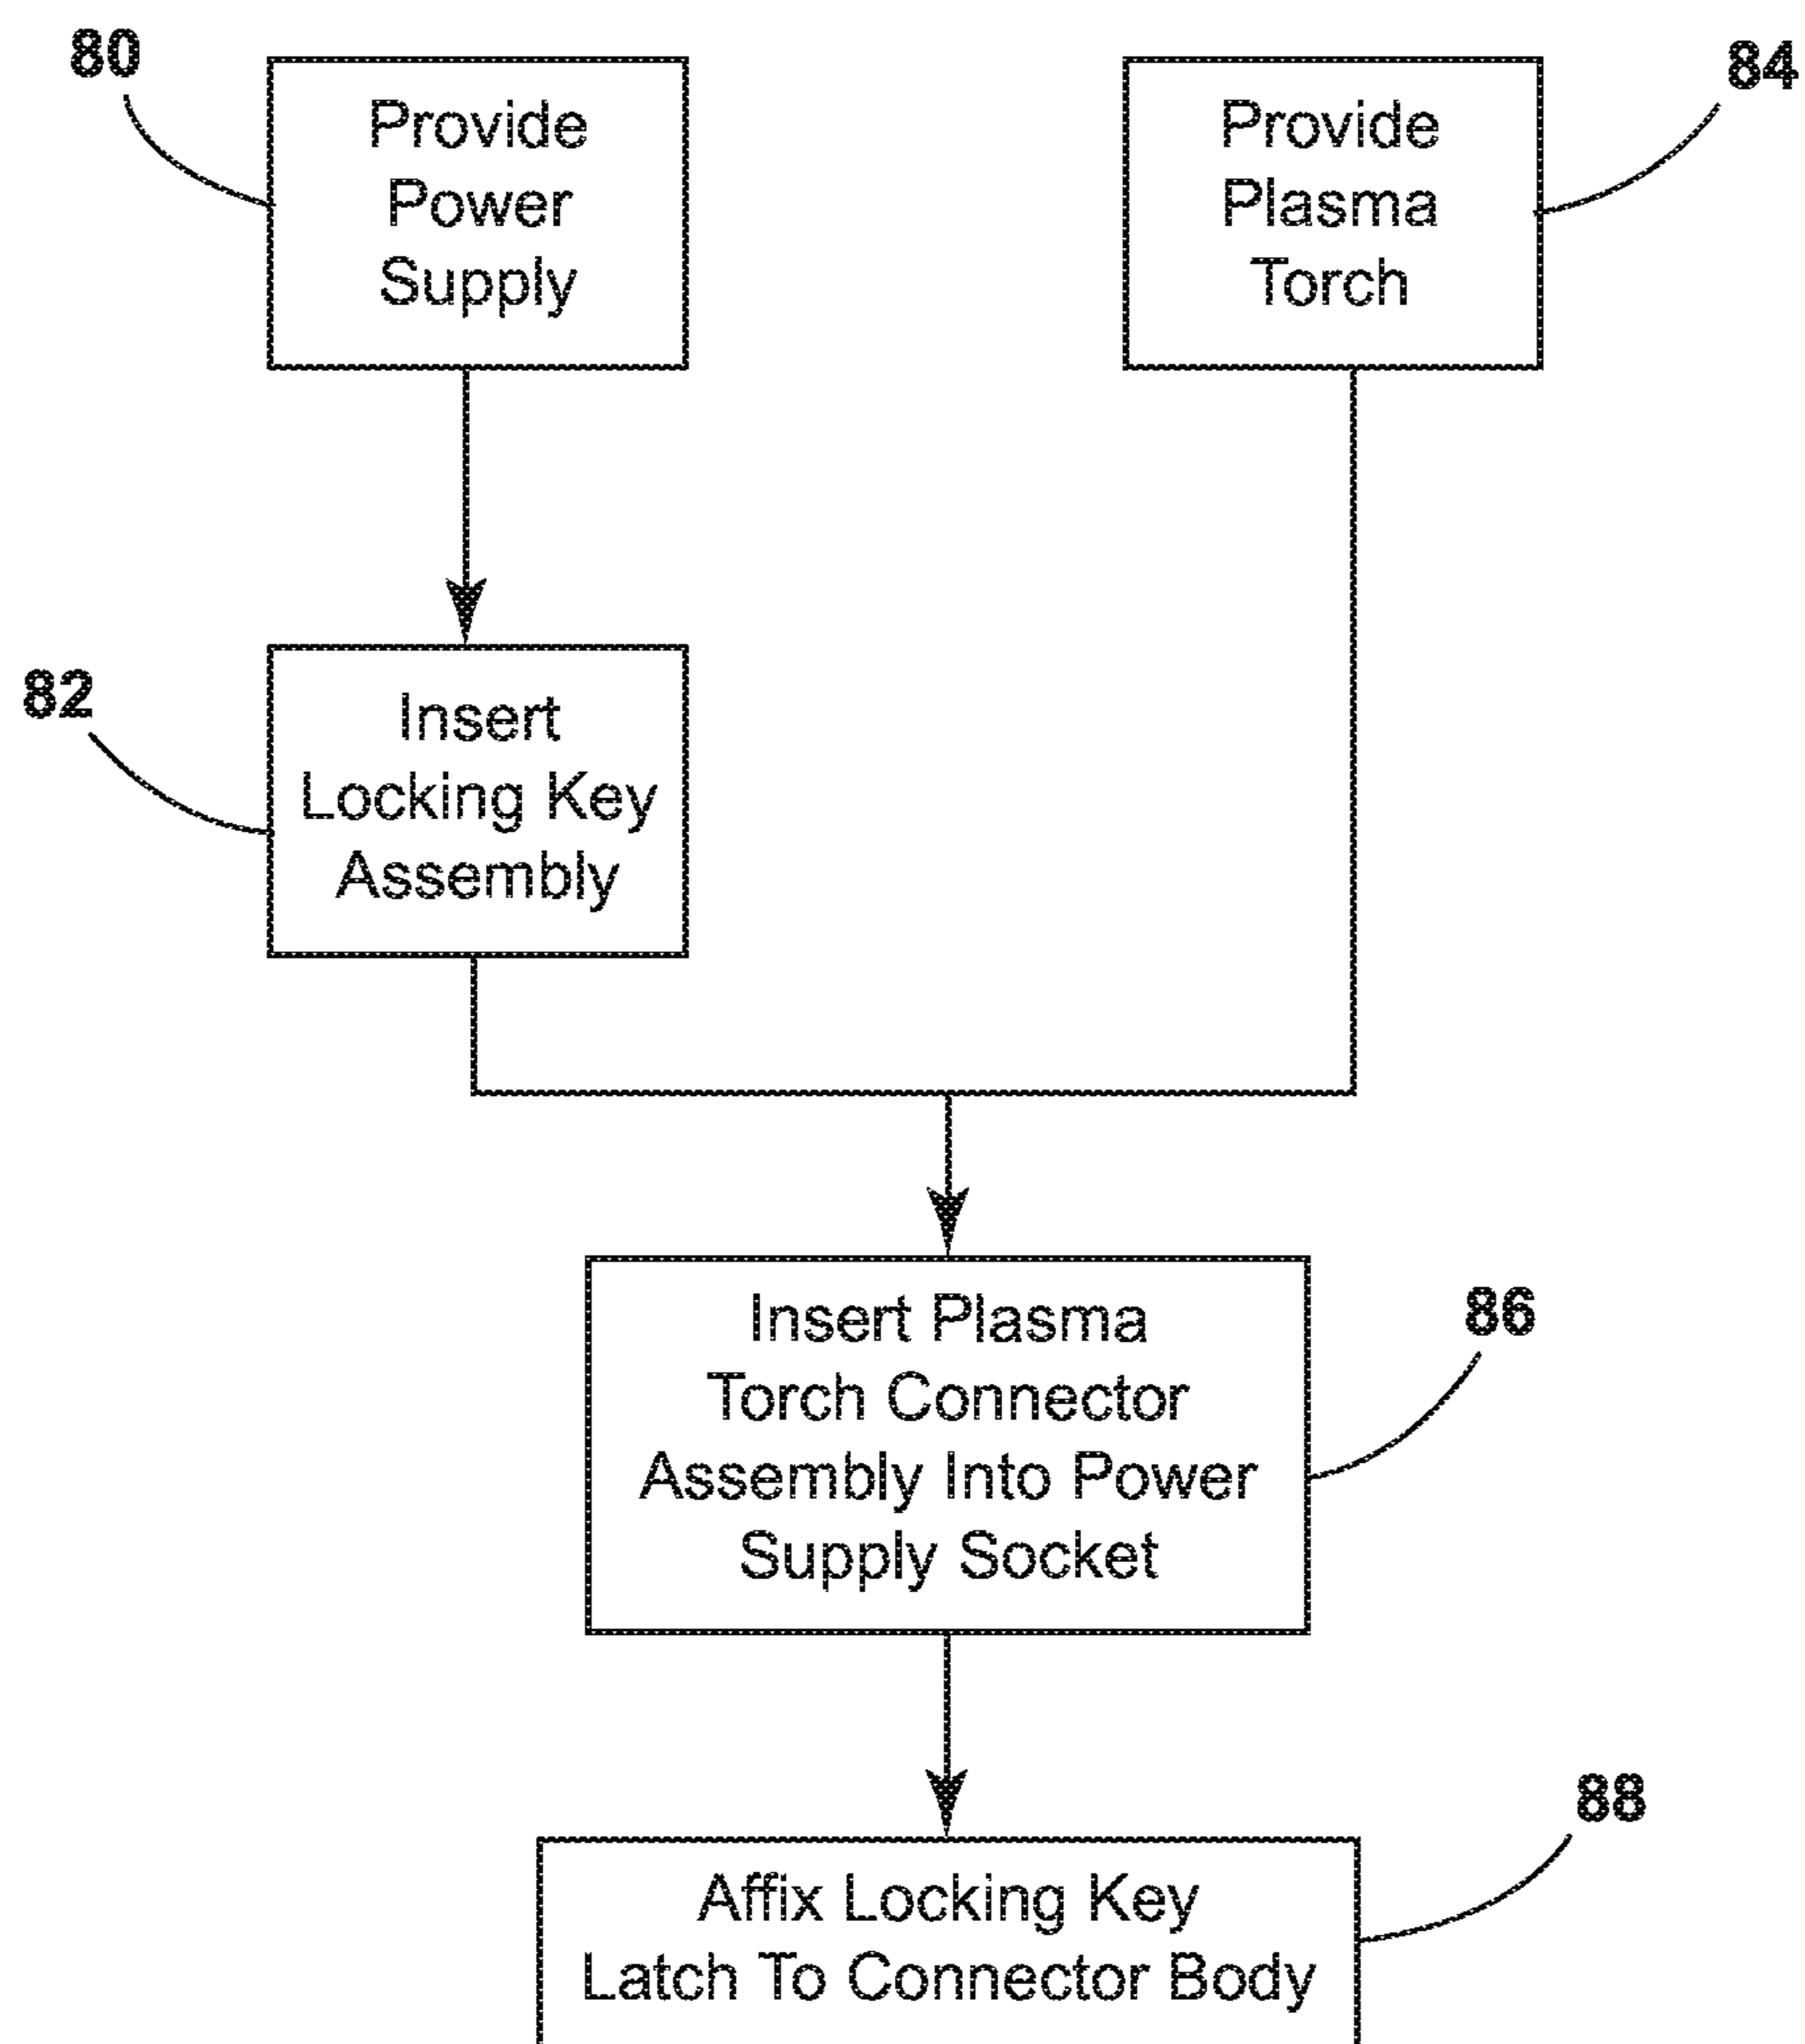 80
Provide
Power
Supply
84
Provide
Plasma
Torch
82
Insert
Locking Key
Assembly
86
Insert Plasma
Torch Connector
Assembly Into Power
Supply Socket
88
Affix Locking Key
Latch To Connector Body